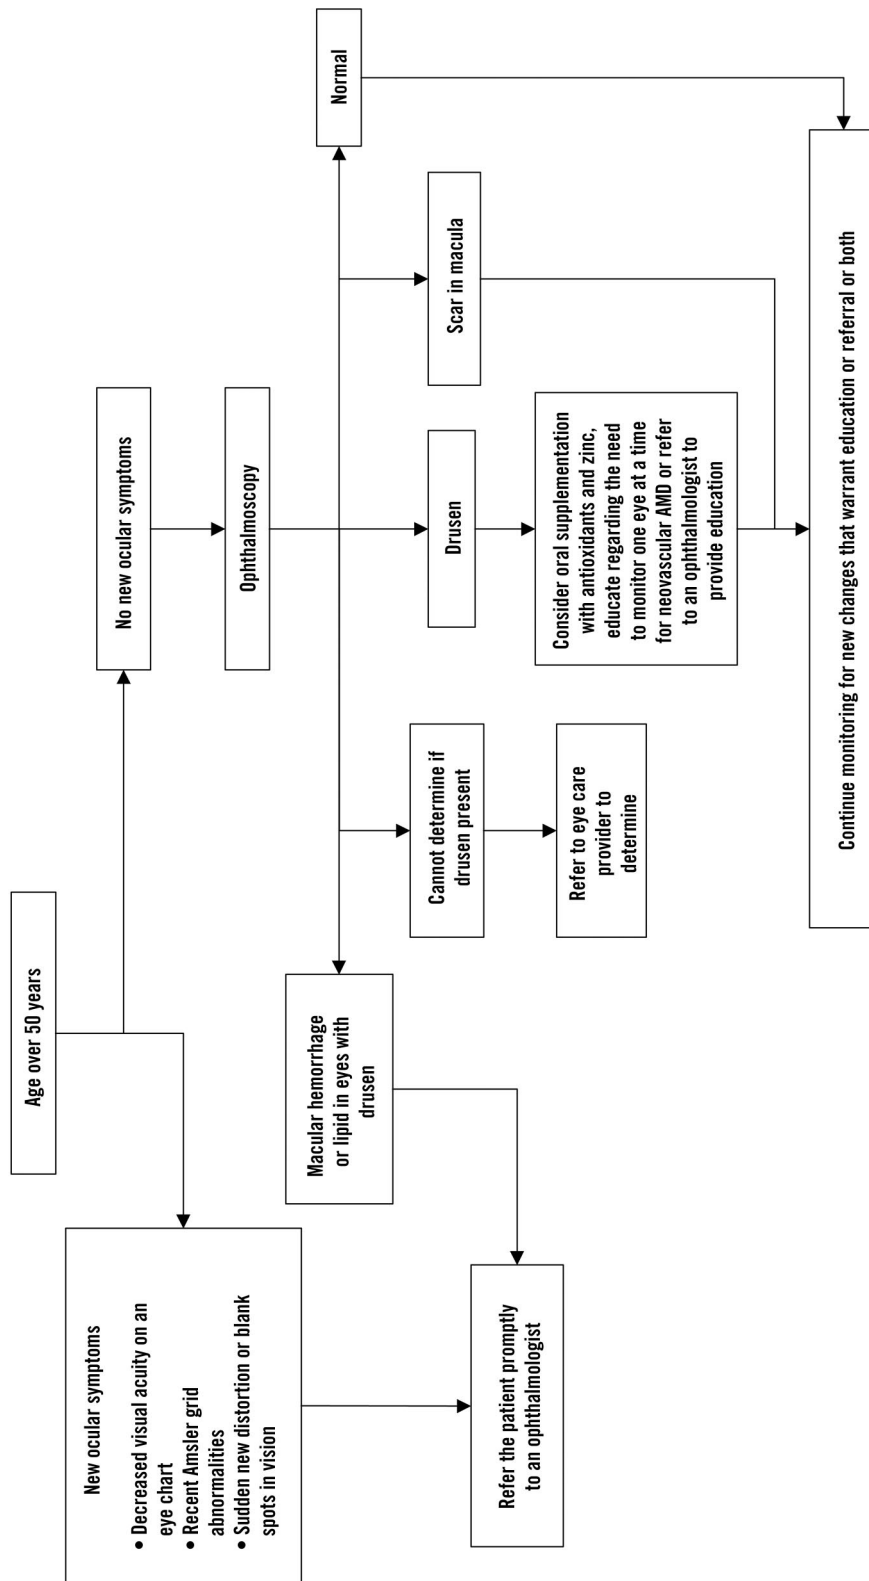 Age over 50 years
New ocular symptoms
• Decreased visual acuity on an
eye chart
• Recent Amsler grid
abnormalities
• Sudden new distortion or blank
spots in vision
No new ocular symptoms
Ophthalmoscopy
Macular hemorrhage
or lipid in eyes with
drusen
Cannot determine if
drusen present
Drusen
Scar in macula
Normal
Refer the patient promptly
to an ophthalmologist
Refer to eye care
provider to
determine
Consider oral supplementation
with antioxidants and zinc,
educate regarding the need
to monitor one eye at a time
for neovascular AMD or refer
to an ophthalmologist to
provide education
Continue monitoring for new changes that warrant education or referral or both